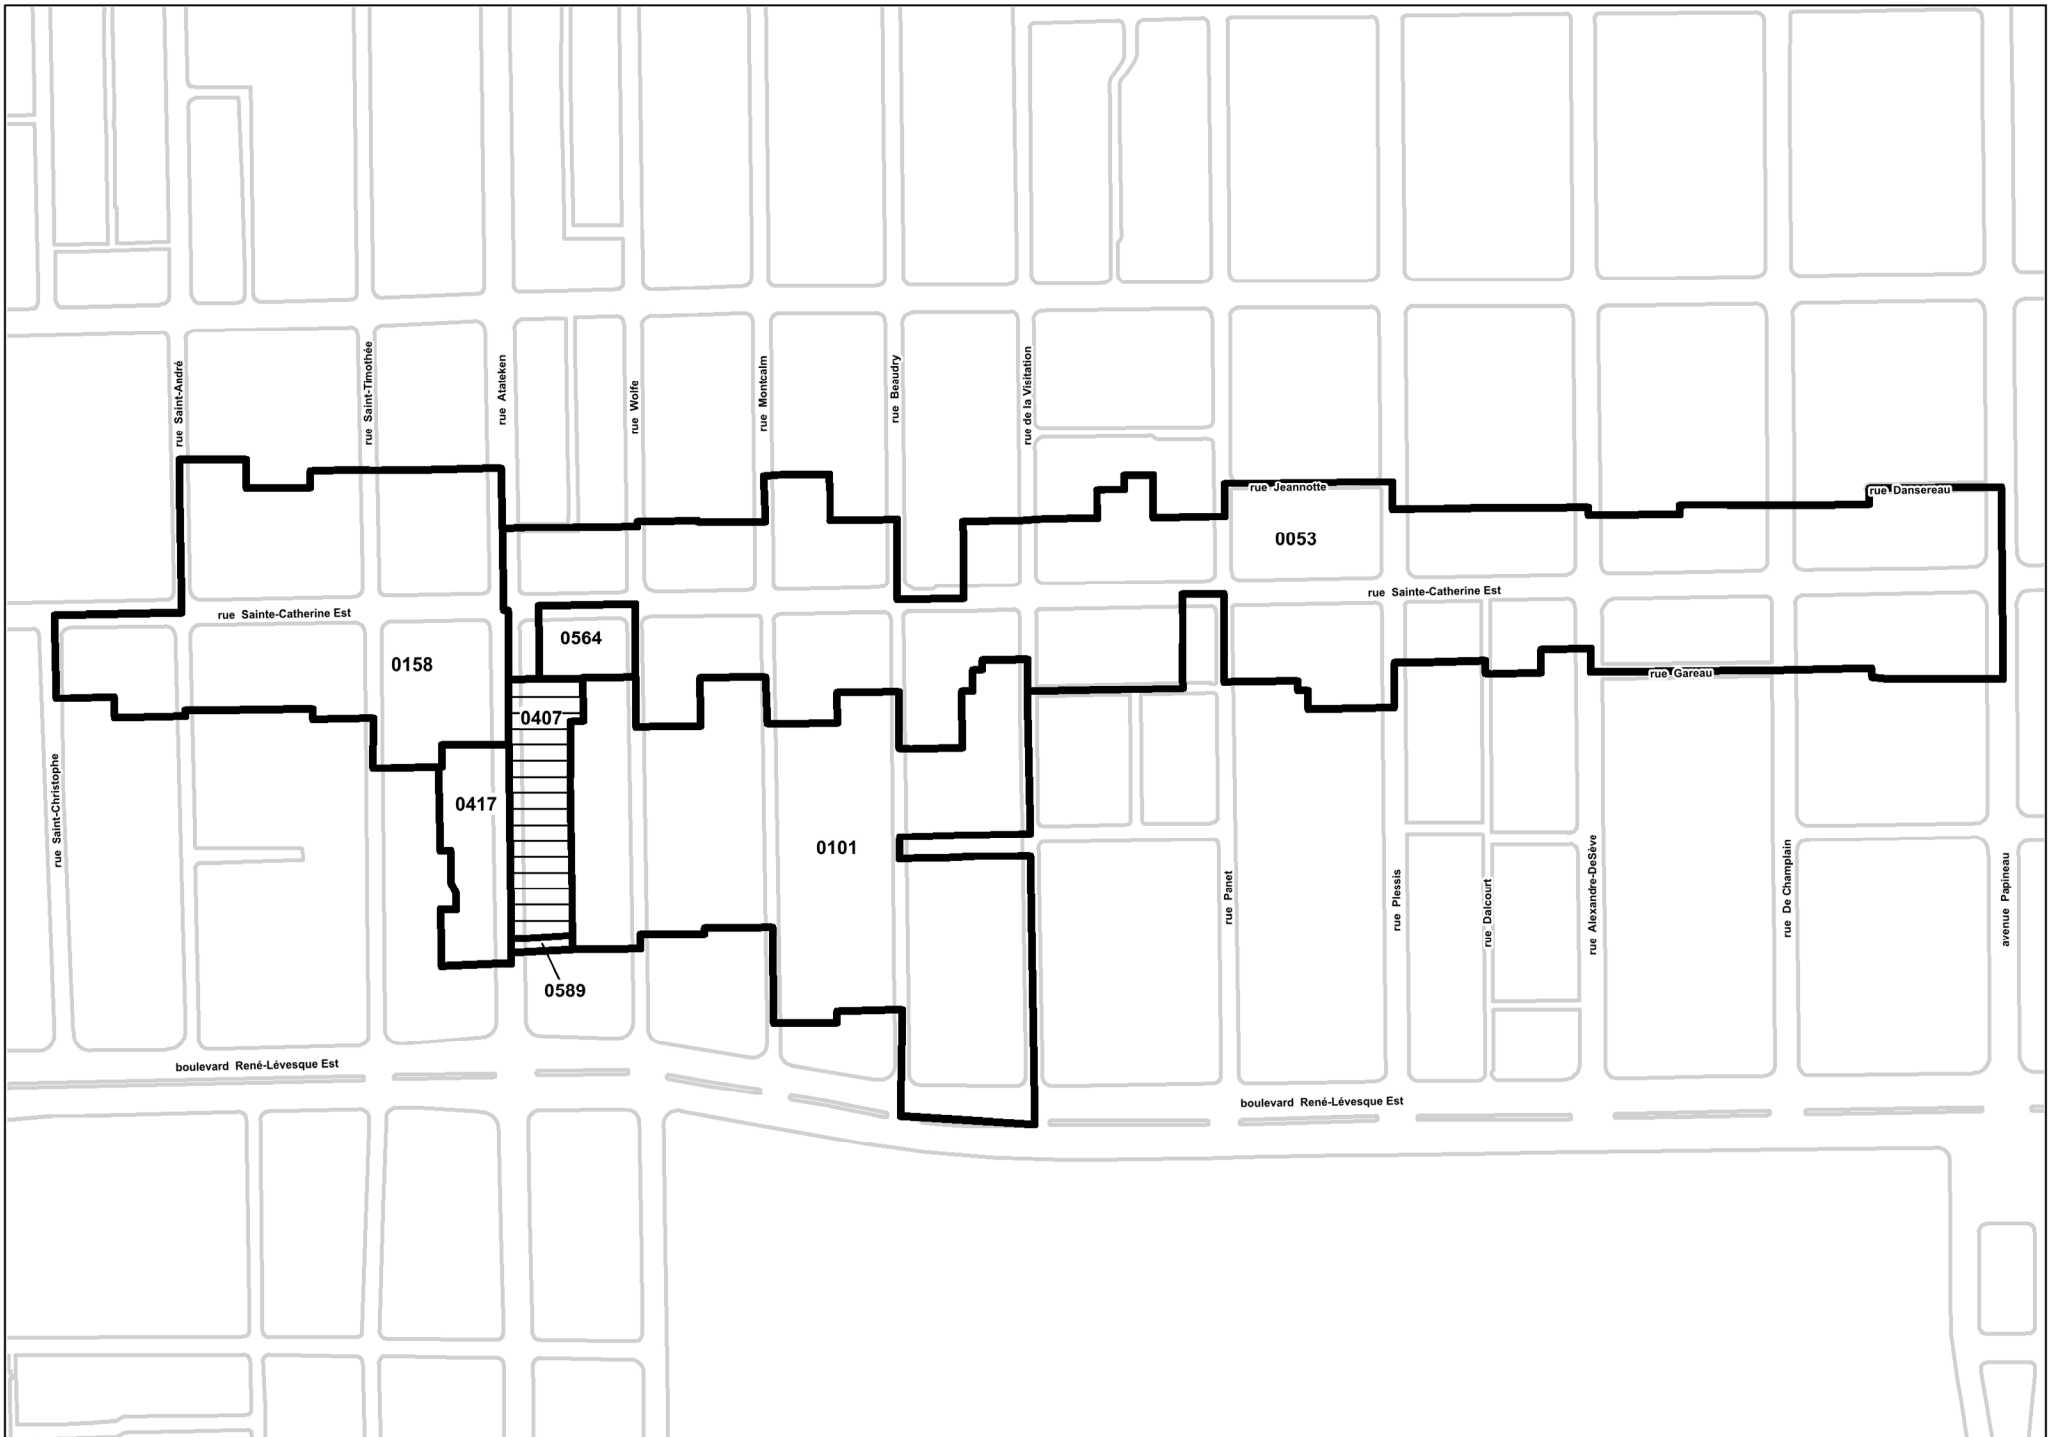 rue Saint-André
rue Saint-Timothée
rue Atateken
rue Wolfe
rue Montcalm
rue Beaudry
rue de la Visitation
rue Jeannotte
rue Dansereau
0053
rue Sainte-Catherine Est
rue Sainte-Catherine Est
0564
0158
rue Gareau
0407
rue Saint-Christophe
0417
0101
rue Panet
rue Plessis
rue Dalcourt
rue Alexandre-DeSève
rue De Champlain
avenue Papineau
0589
boulevard René-Lévesque Est
boulevard René-Lévesque Est